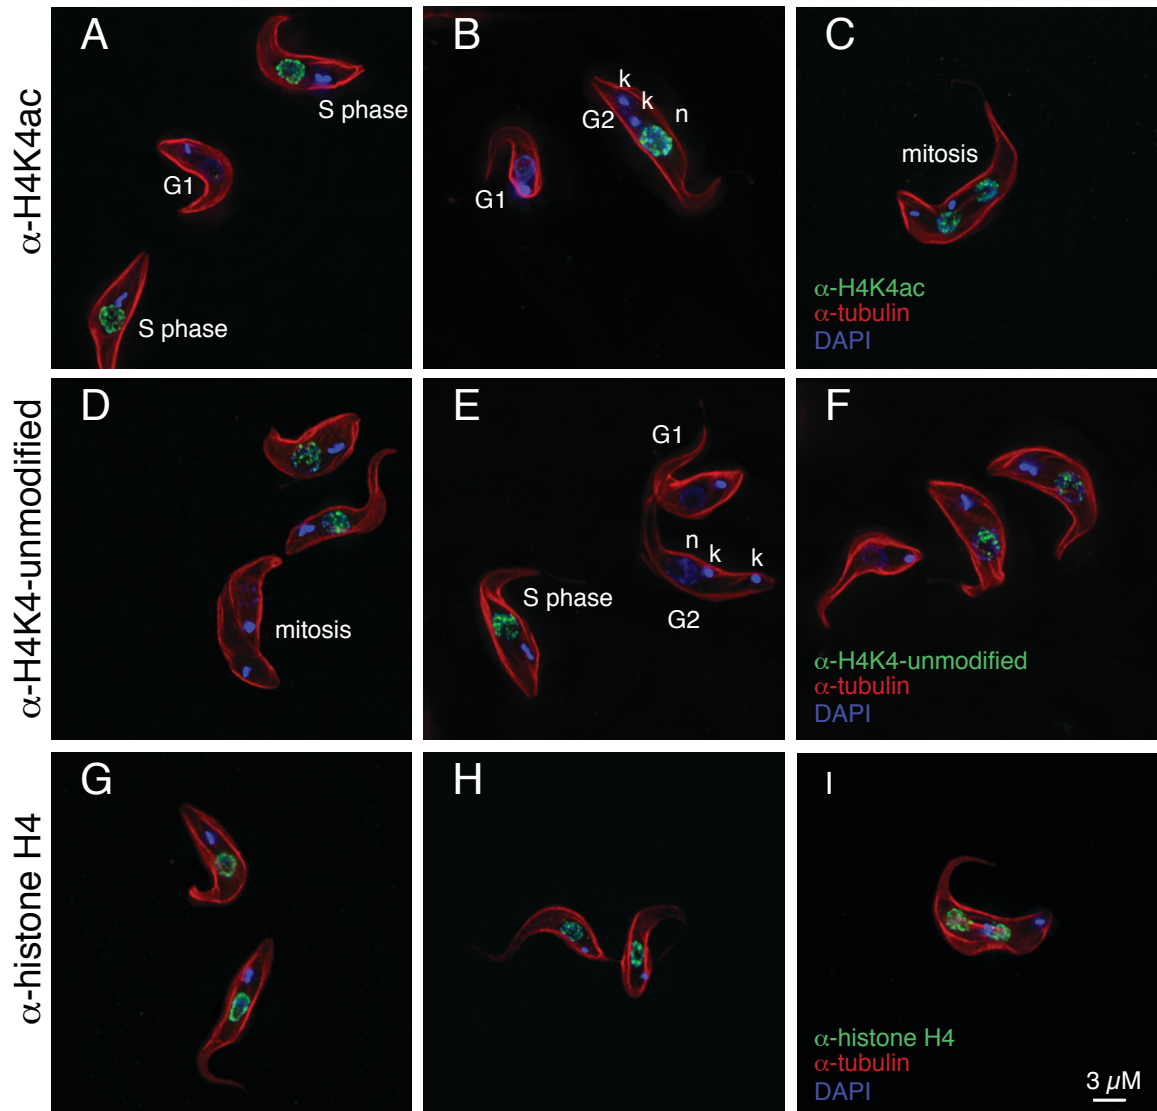 α-H4K4ac
A
S phase
G1
S phase
B
k
k
n
G2
G1
C
mitosis
α-H4K4ac
α-tubulin
DAPI
α-H4K4-unmodified
D
mitosis
E
G1
n
k
k
S phase
G2
F
α-H4K4-unmodified
α-tubulin
DAPI
α-histone H4
G
H
I
α-histone H4
α-tubulin
DAPI
3 µM